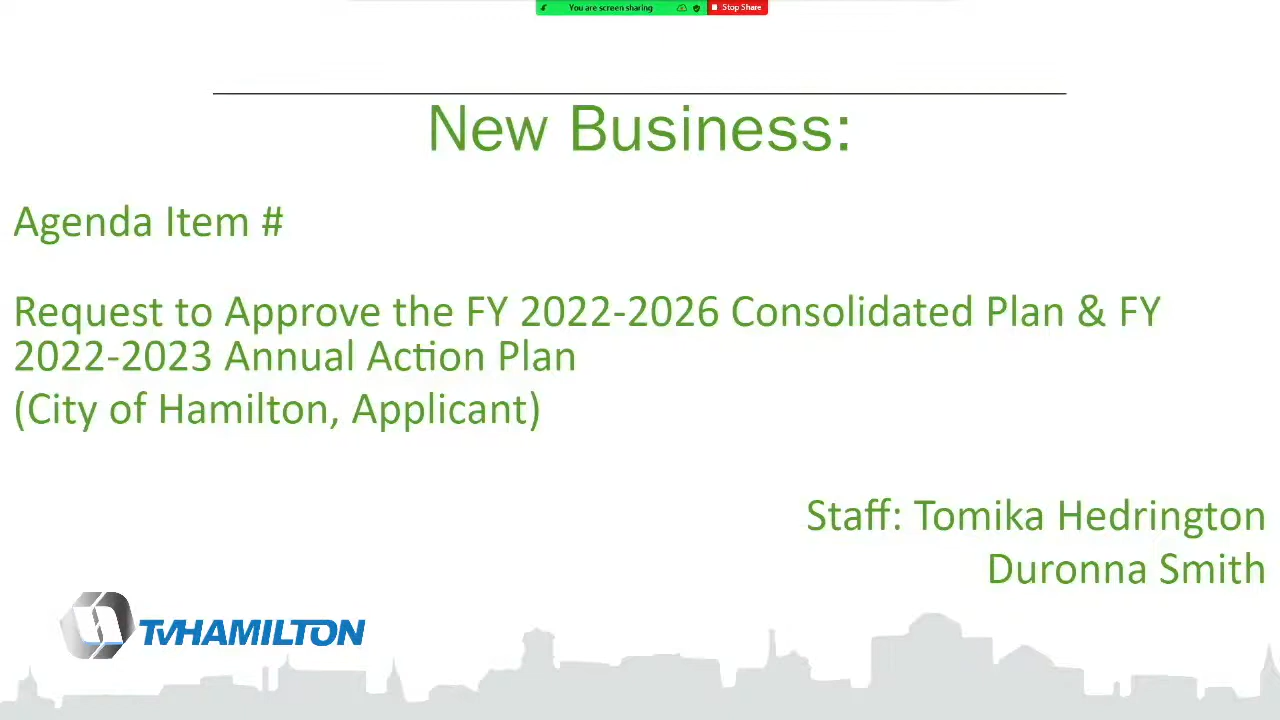 You are screen sharing
Stop Share
New Business:
Agenda Item #
Request to Approve the FY 2022-2026 Consolidated Plan & FY
2022-2023 Annual Action Plan
(City of Hamilton, Applicant)
Staff: Tomika Hedrington
Duronna Smith
TVHAMILTON